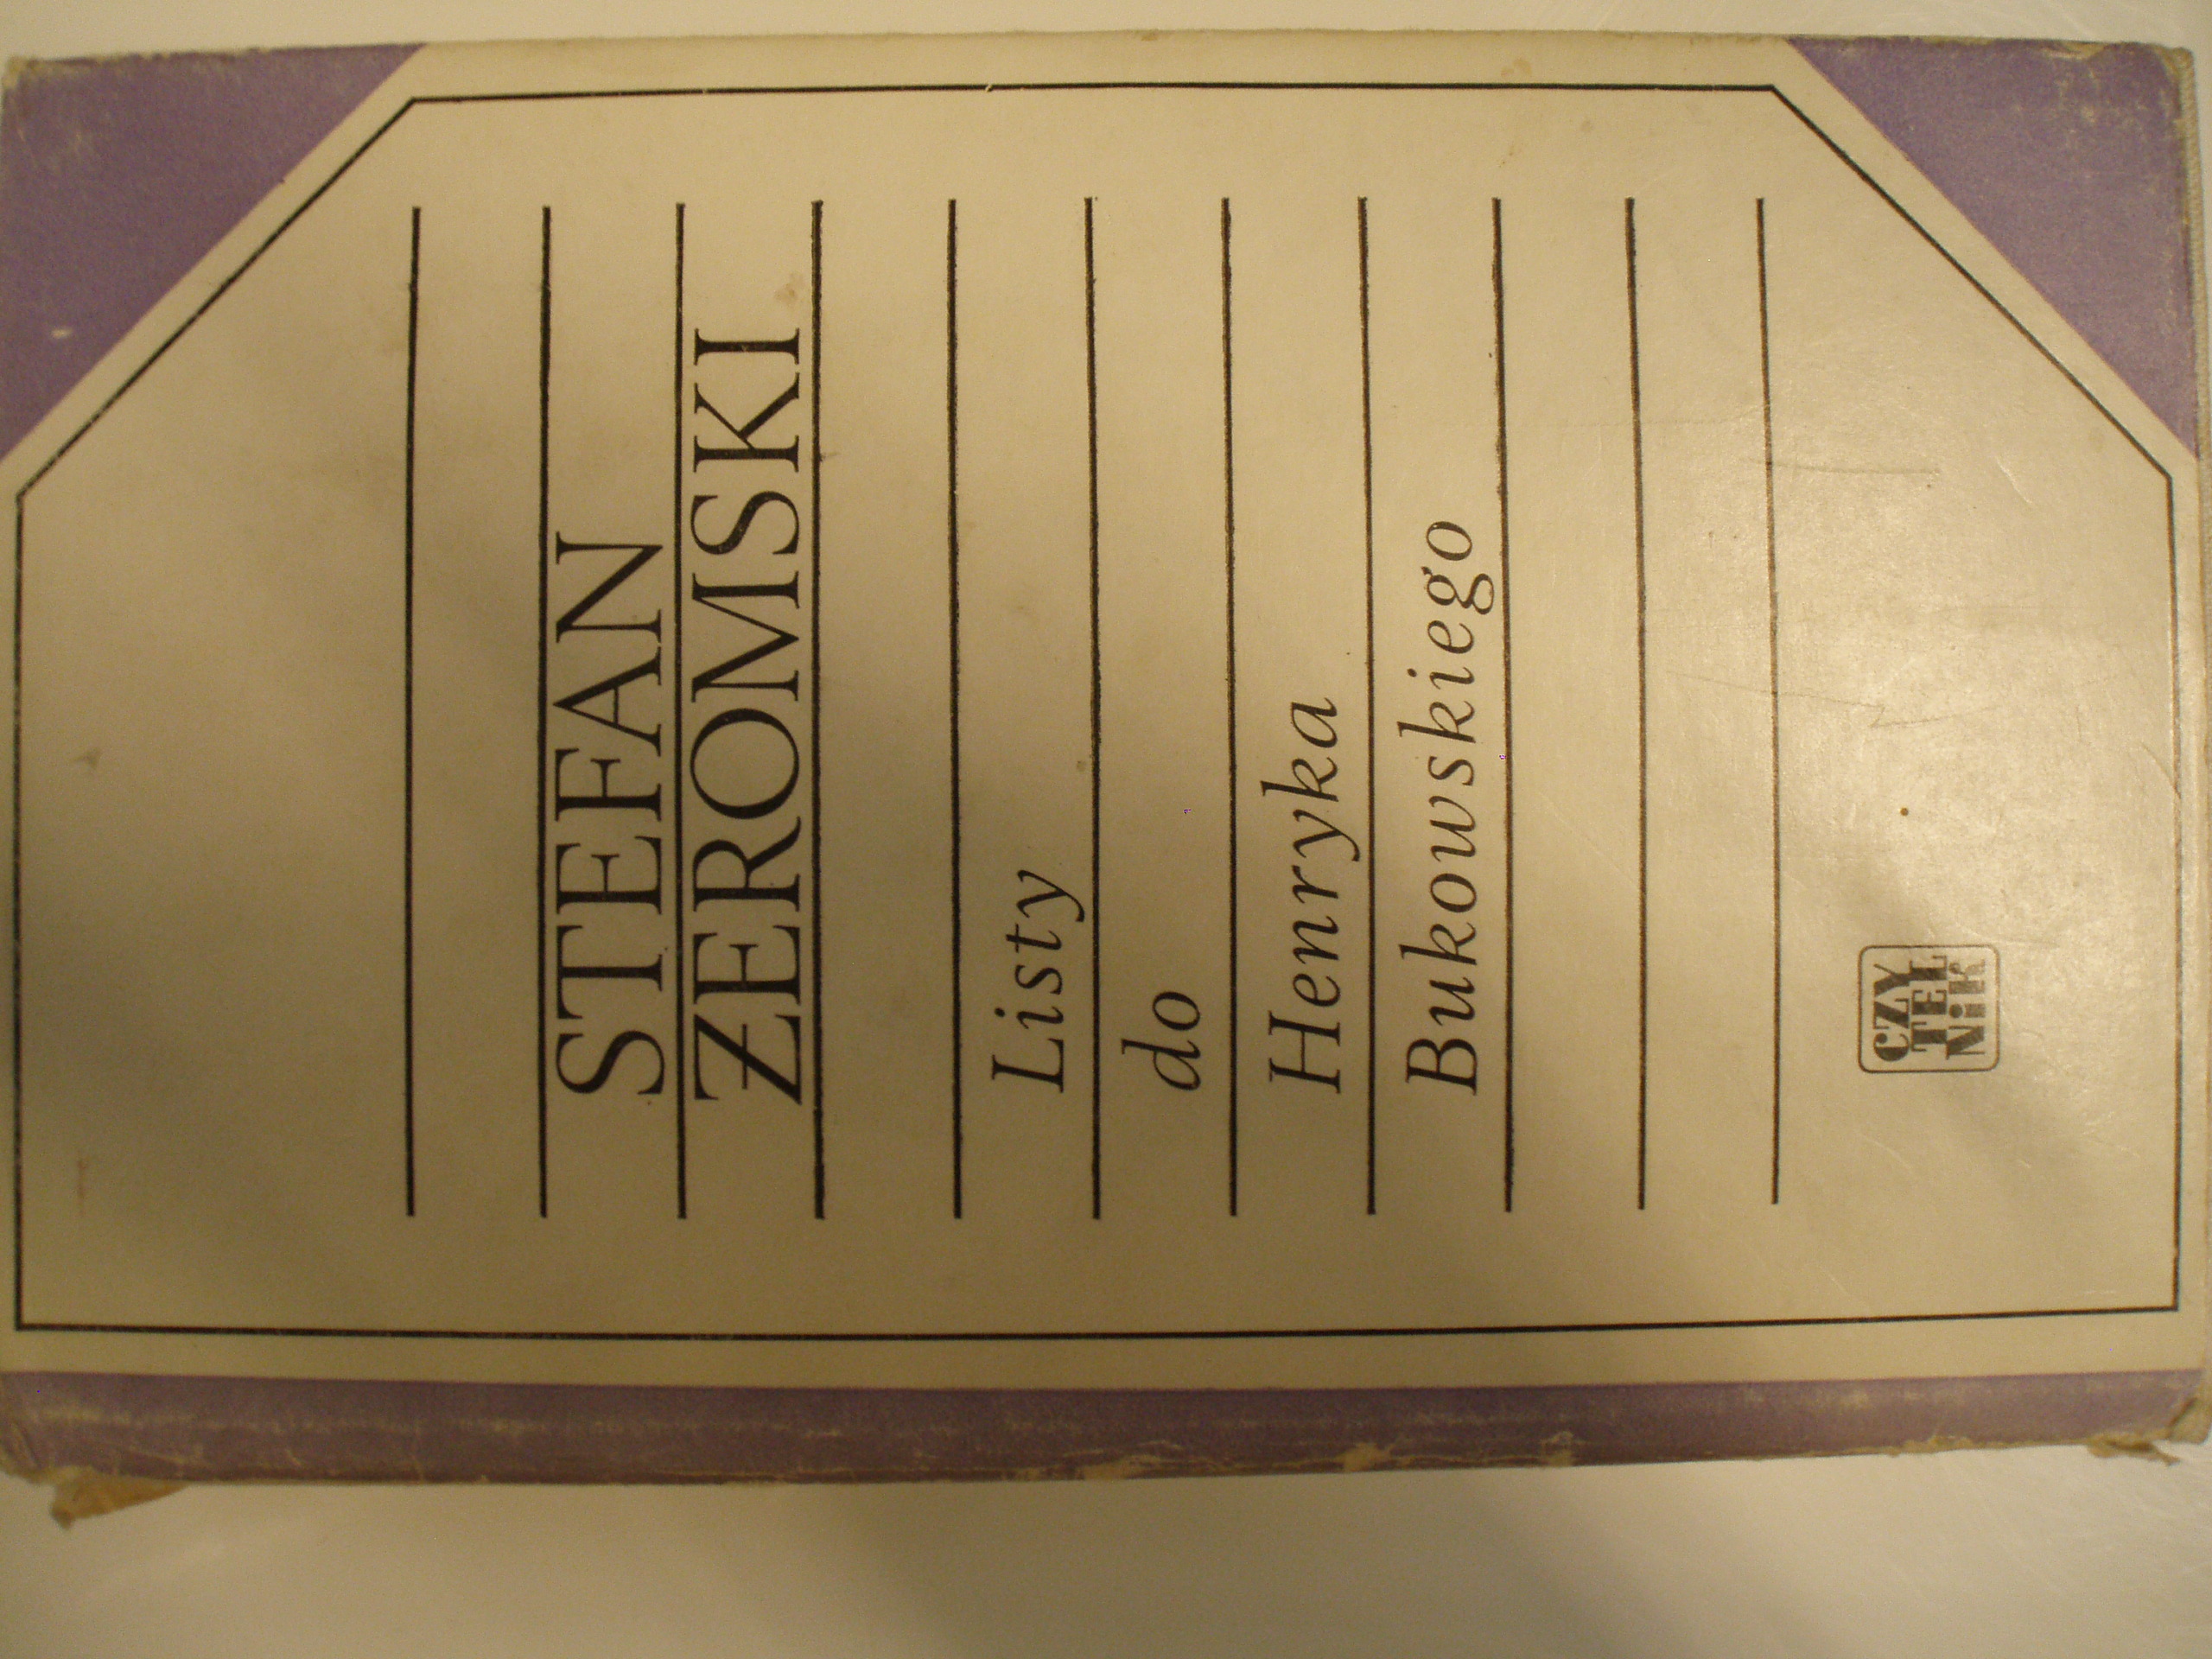 STEFAN
ŻEROMSKI
Listy
do
Henryka
Bukowskiego
CZY
TEL
NiK